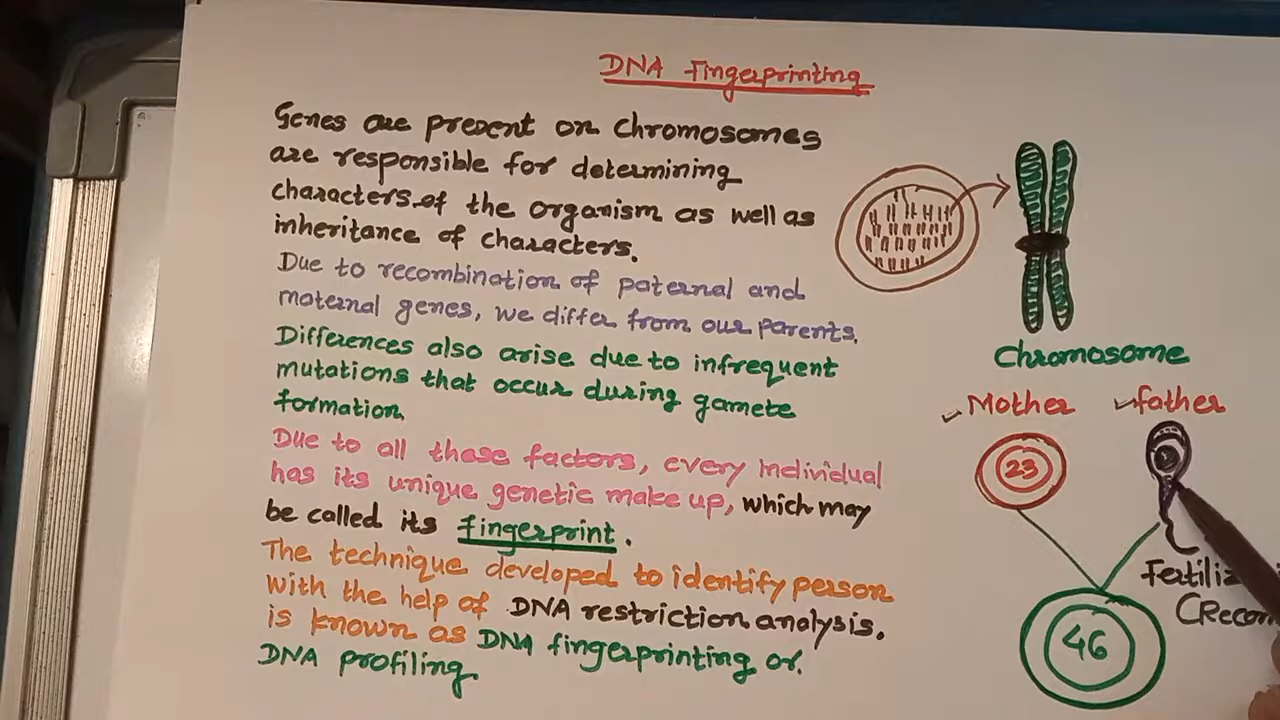 DNA Fingerprinting
Genes are present on Chromosomes
are responsible for determining
characters of the organism as well as
inheritance of characters.
Due to recombination of paternal and
maternal genes, we differ from our parents.
Differences also arise due to infrequent
mutations that occur during gamete
formation
Due to all these factors, every individual
has its unique genetic make up, which may
be called its fingerprint.
The technique developed to identify person
with the help of DNA restriction analysis.
is known as DNA fingerprinting or
DNA profiling
Chromosome
Mother
father
23
46